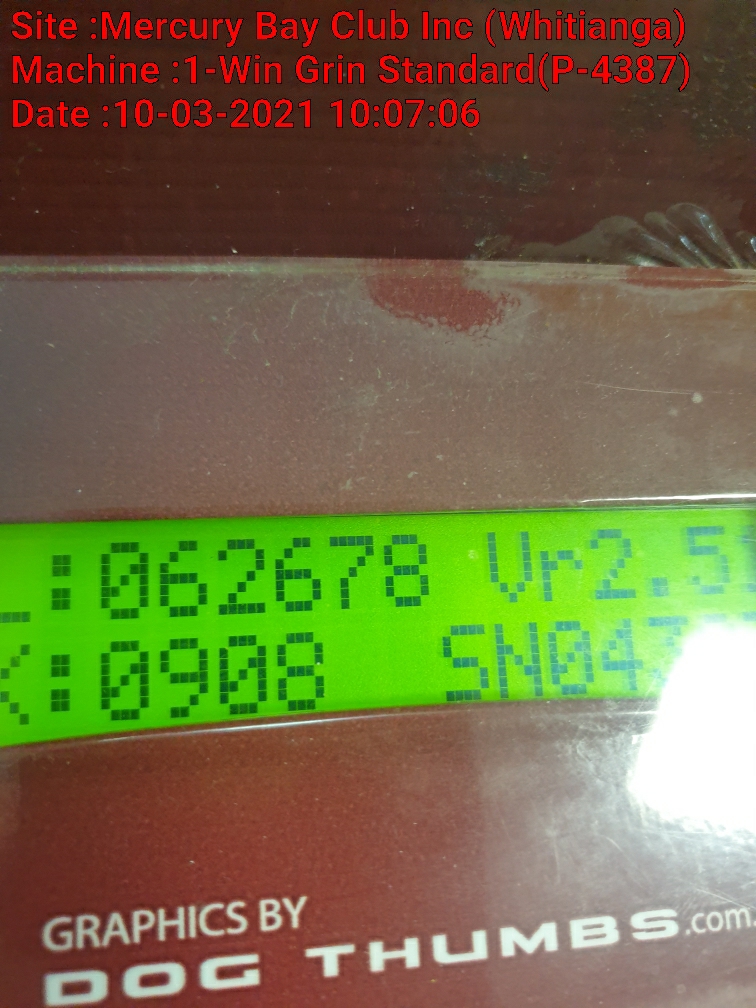 Site :Mercury Bay Club Inc (Whitianga)
Machine :1-Win Grin Standard(P-4387)
Date :10-03-2021 10:07:06
L:062678 Vr2.5
K:0908 SN04
GRAPHICS BY
DOG THUMBS.com.